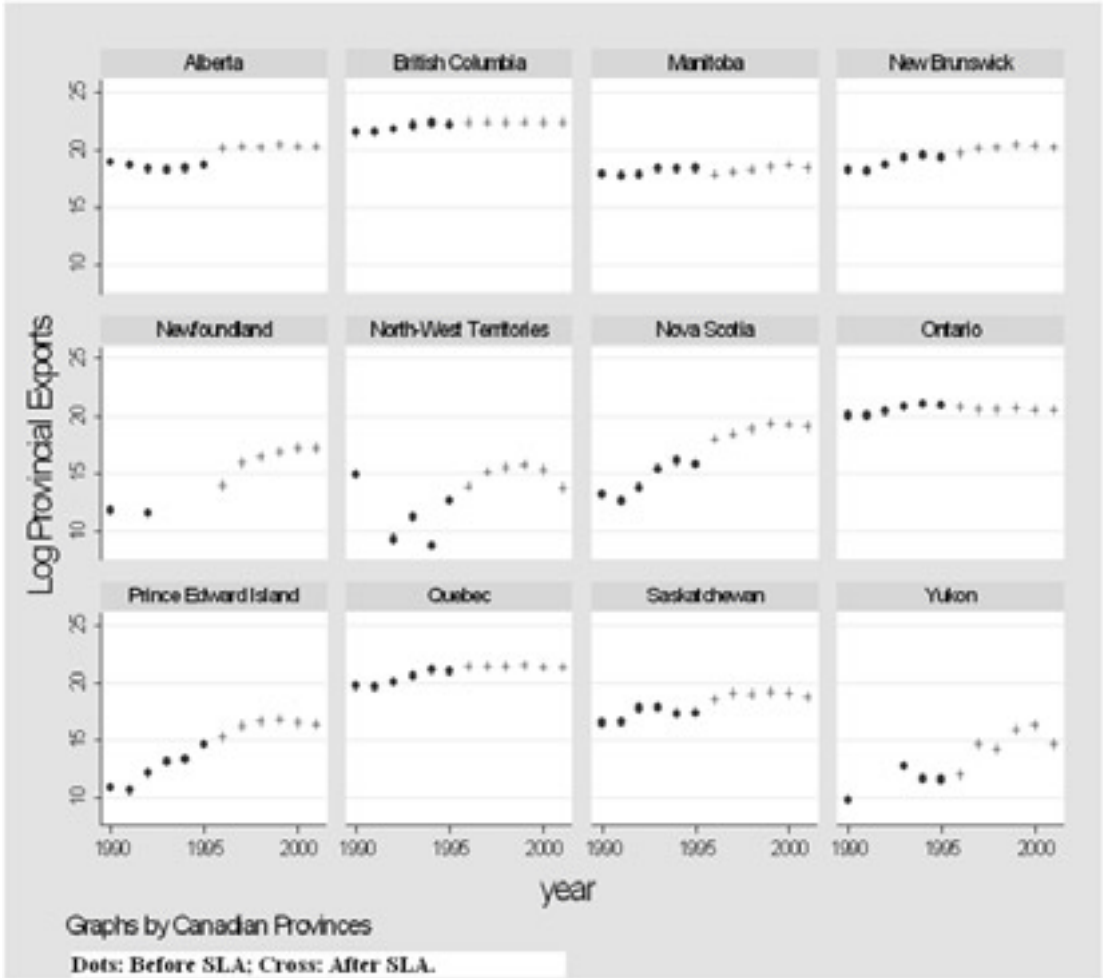 Alberta
British Columbia
Manitoba
New Brunswick
25
20
15
10
Newfoundland
North-West Territories
Nova Scotia
Ontario
25
20
15
10
Log Provincial Exports
Prince Edward Island
Quebec
Saskatchewan
Yukon
25
20
15
10
1990 1995 2000
1990 1995 2000
1990 1995 2000
1990 1995 2000
year
Graphs by Canadian Provinces
Dots: Before SLA; Cross: After SLA.